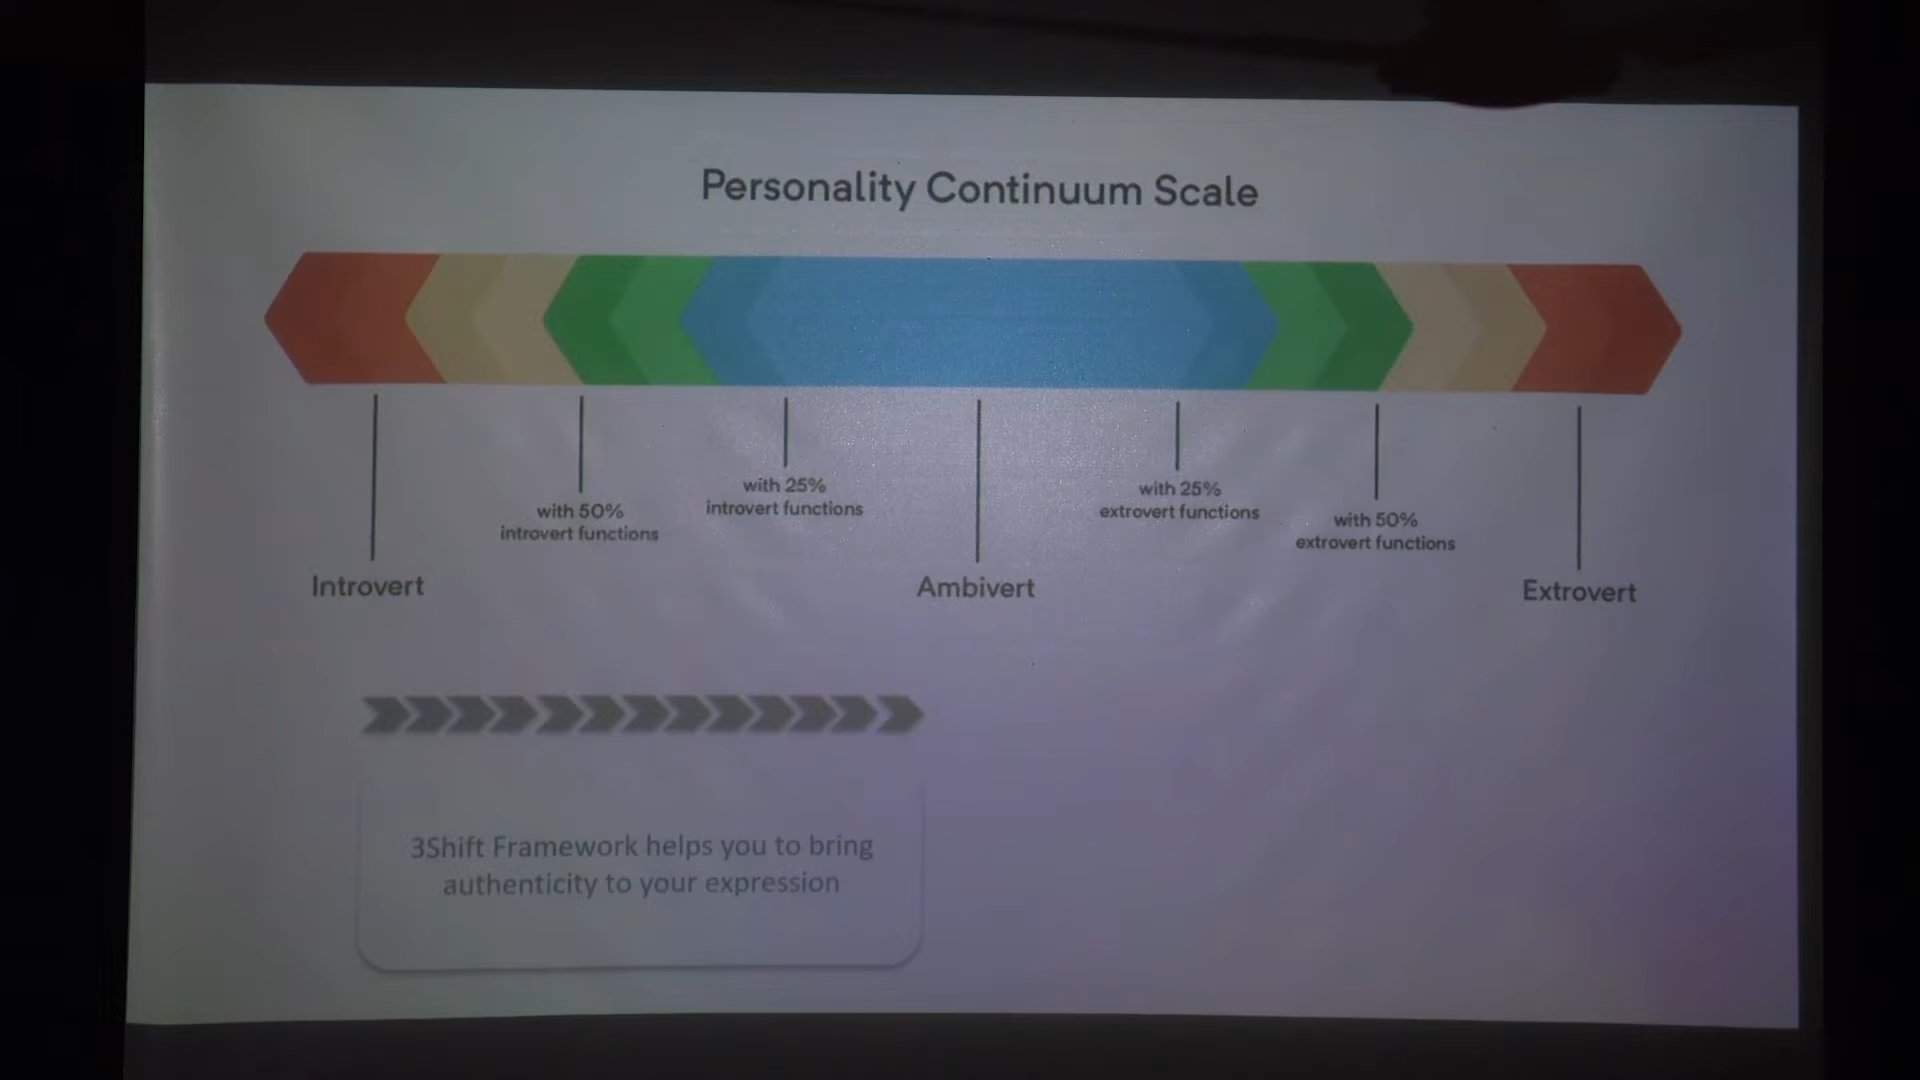 Personality Continuum Scale
with 25%
introvert functions
with 25%
extrovert functions
with 50%
introvert functions
with 50%
extrovert functions
Introvert
Ambivert
Extrovert
3Shift Framework helps you to bring
authenticity to your expression